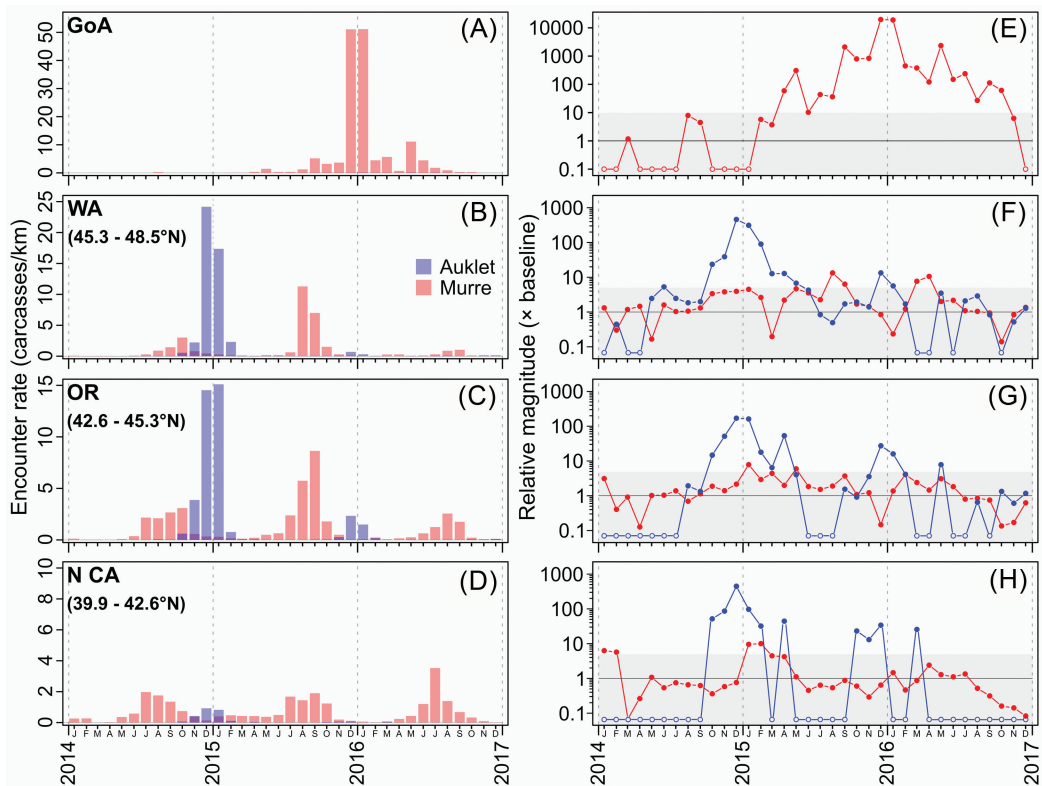 GoA
(A)
0 10 20 30 40 50
WA
(45.3 - 48.5°N)
(B)
Auklet
Murre
0 5 10 15 20 25
OR
(42.6 - 45.3°N)
(C)
0 5 10 15
N CA
(39.9 - 42.6°N)
(D)
0 2 4 6 8 10
Encounter rate (carcasses/km)
J F M A M J J A S O N D J F M A M J J A S O N D J F M A M J J A S O N D
2014 2015 2016 2017
(E)
10000
1000
100
10
1
0.1
(F)
1000
100
10
1
0.1
(G)
1000
100
10
1
0.1
(H)
1000
100
10
1
0.1
Relative magnitude (× baseline)
J F M A M J J A S O N D J F M A M J J A S O N D J F M A M J J A S O N D
2014 2015 2016 2017